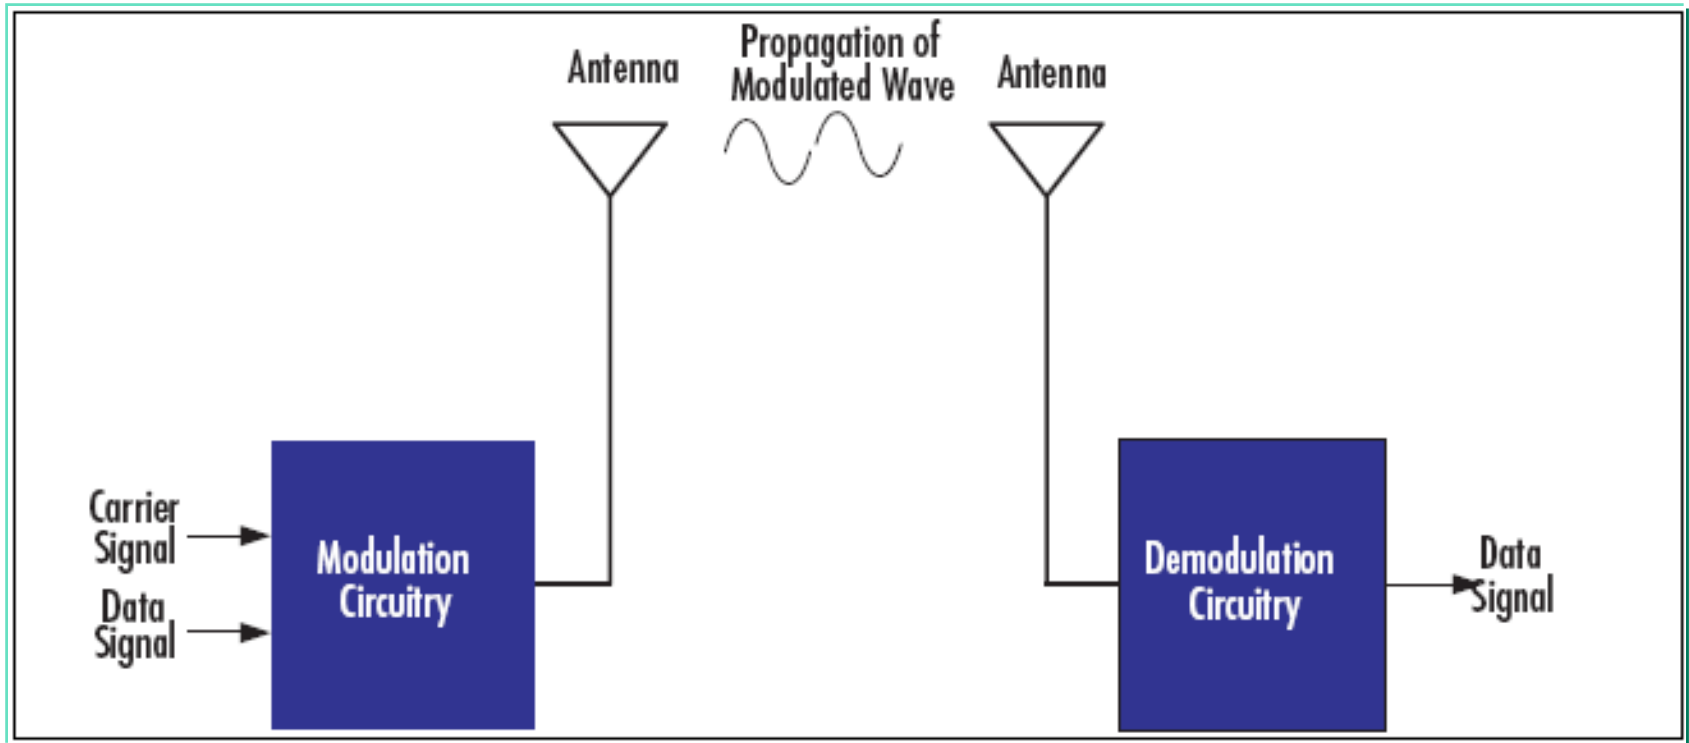 Antenna
Propagation of
Modulated Wave
Antenna
Carrier
Signal
Data
Signal
Modulation
Circuitry
Demodulation
Circuitry
Data
Signal